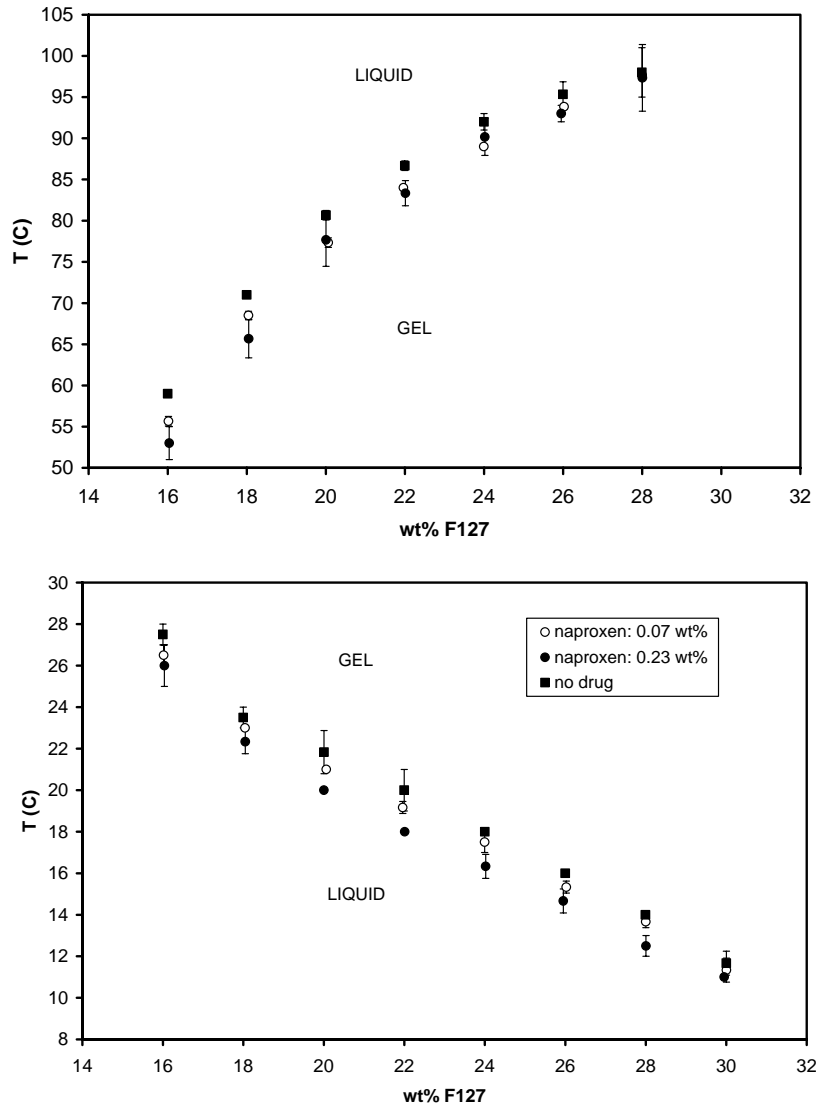 105
100
95
90
85
80
75
70
65
60
55
50
T (C)
LIQUID
GEL
14 16 18 20 22 24 26 28 30 32
wt% F127
30
28
26
24
22
20
18
16
14
12
10
8
T (C)
GEL
naproxen: 0.07 wt%
naproxen: 0.23 wt%
no drug
LIQUID
14 16 18 20 22 24 26 28 30 32
wt% F127